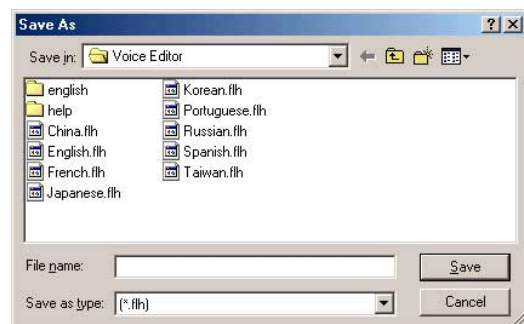 Save As
Save in: Voice Editor
english
help
China.flh
English.flh
French.flh
Japanese.flh
Korean.flh
Portuguese.flh
Russian.flh
Spanish.flh
Taiwan.flh
File name: Save
Save as type: (*.flh) Cancel